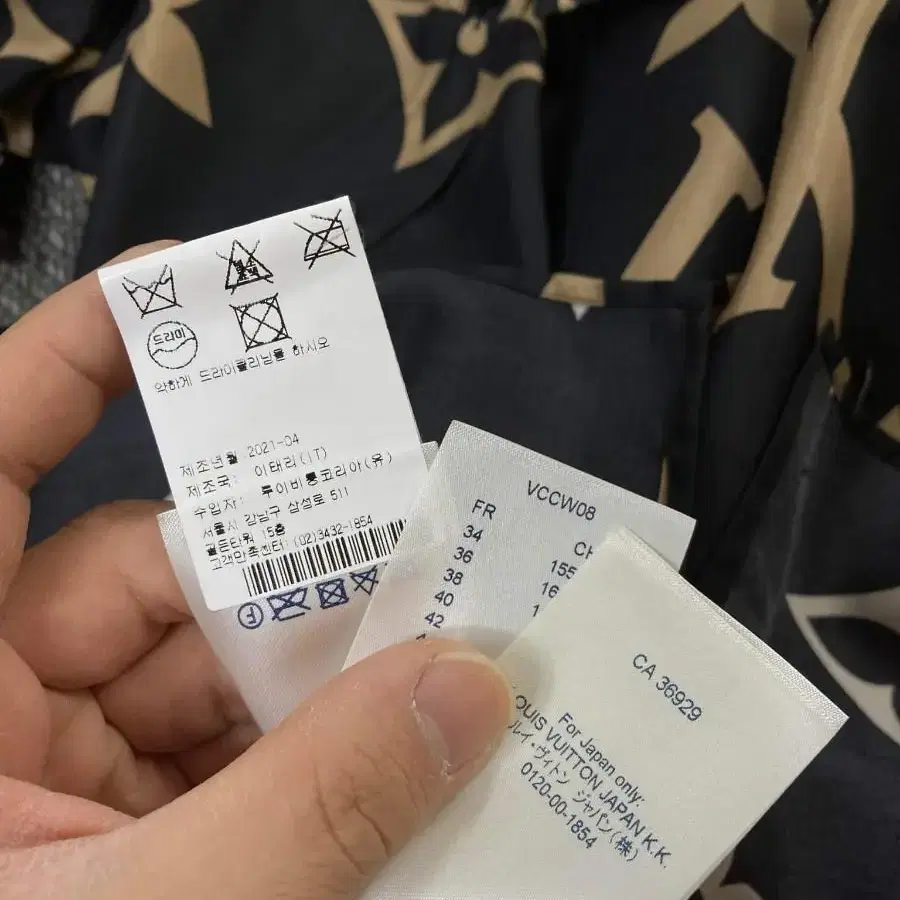 드라이
약하게 드라이클리닝을 하시오
제조년월 2021-04
제조국: 이태리(IT)
수입자: 루이비통코리아(유)
서울시 강남구 삼성로 511
골든타워 15층
고객만족센터: (02)3432-1854
F
VCCW08
FR
34
36
38
40
42
155
CA 36929
For Japan only:
LOUIS VUITTON JAPAN K.K.
ルイ・ヴィトン ジャパン(株)
0120-00-1854